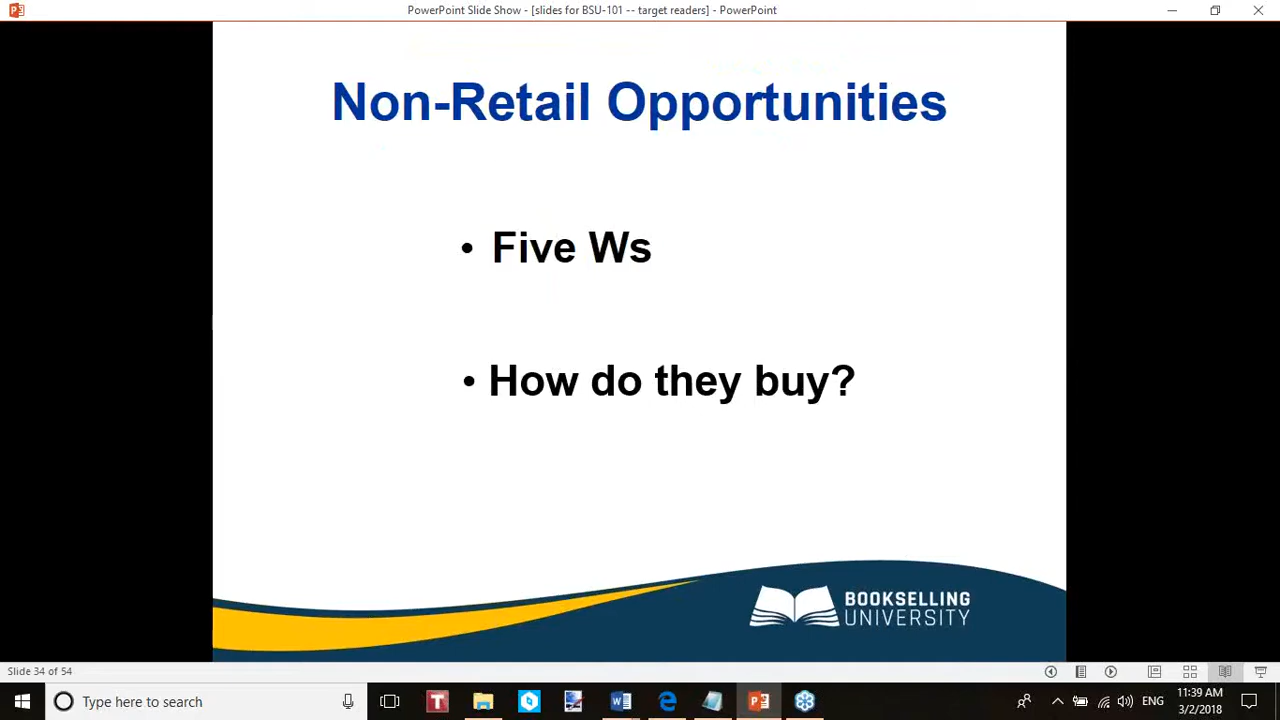 PowerPoint Slide Show - [slides for BSU-101 -- target readers] - PowerPoint
Non-Retail Opportunities
• Five Ws
• How do they buy?
BOOKSELLING
UNIVERSITY
Slide 34 of 54
Type here to search
ENG
11:39 AM
3/2/2018